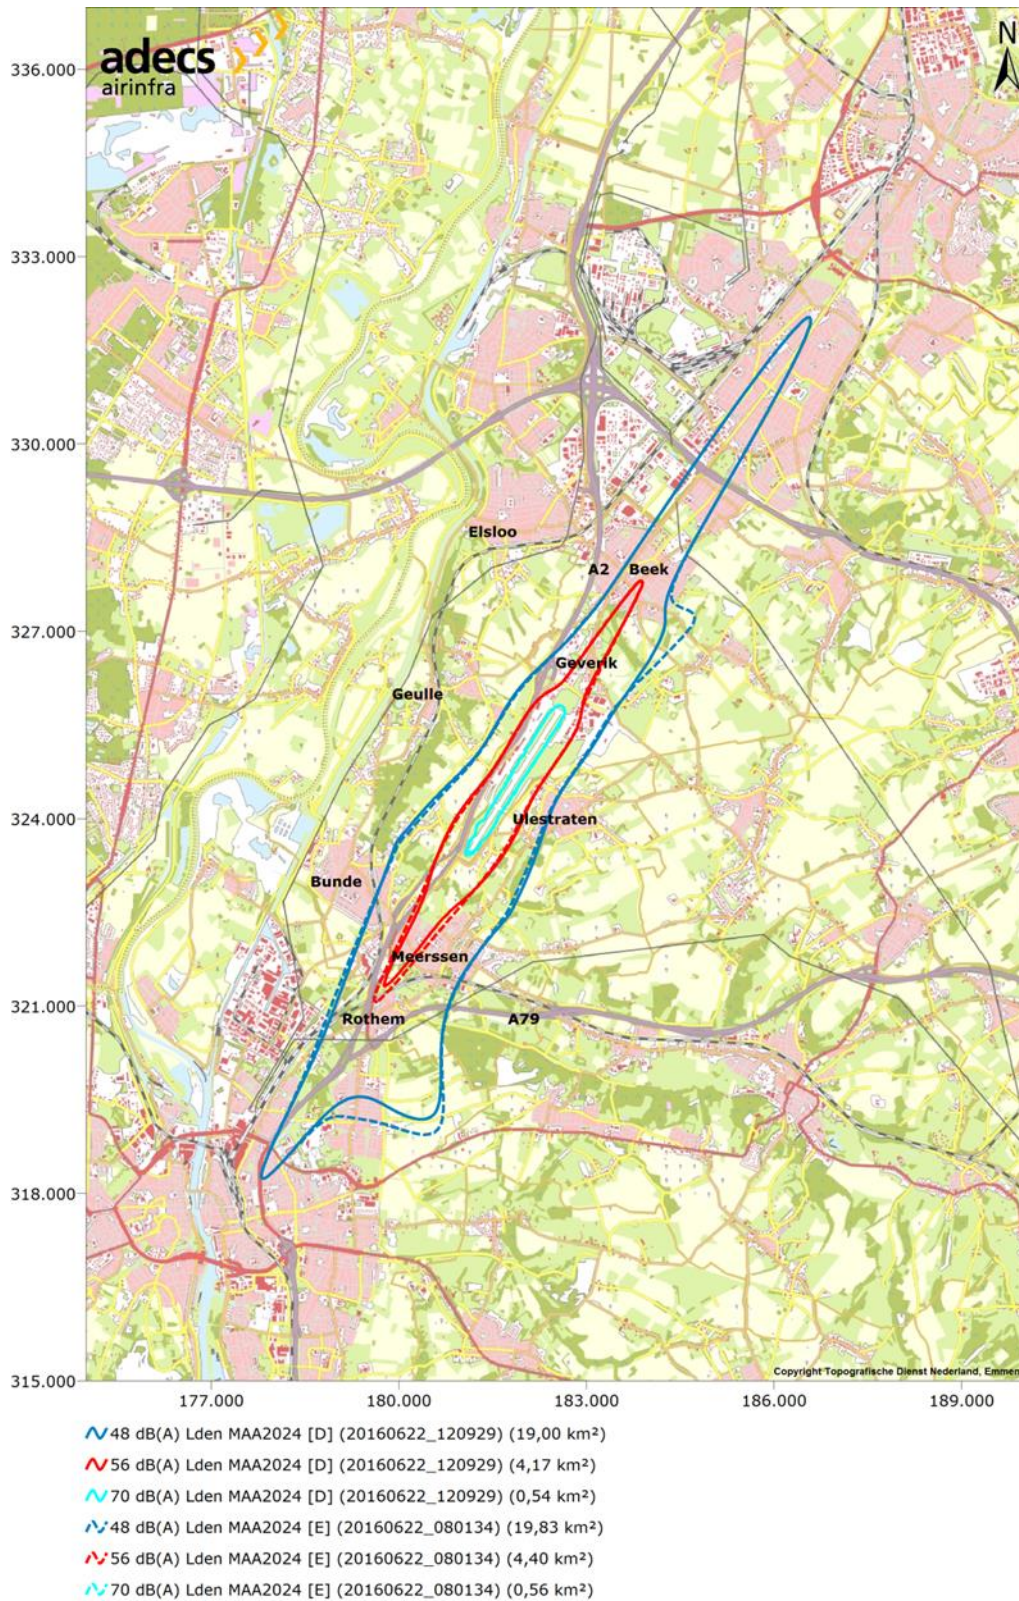 adecs
airinfra
N
336.000
333.000
330.000
Elsloo
A2 Beek
327.000
Geverik
Geulle
324.000
Ulestraten
Bunde
Meerssen
321.000
Rothem
A79
318.000
Copyright Topografische Dienst Nederland, Emmen
315.000
177.000 180.000 183.000 186.000 189.000
48 dB(A) Lden MAA2024 [D] (20160622_120929) (19,00 km²)
56 dB(A) Lden MAA2024 [D] (20160622_120929) (4,17 km²)
70 dB(A) Lden MAA2024 [D] (20160622_120929) (0,54 km²)
48 dB(A) Lden MAA2024 [E] (20160622_080134) (19,83 km²)
56 dB(A) Lden MAA2024 [E] (20160622_080134) (4,40 km²)
70 dB(A) Lden MAA2024 [E] (20160622_080134) (0,56 km²)